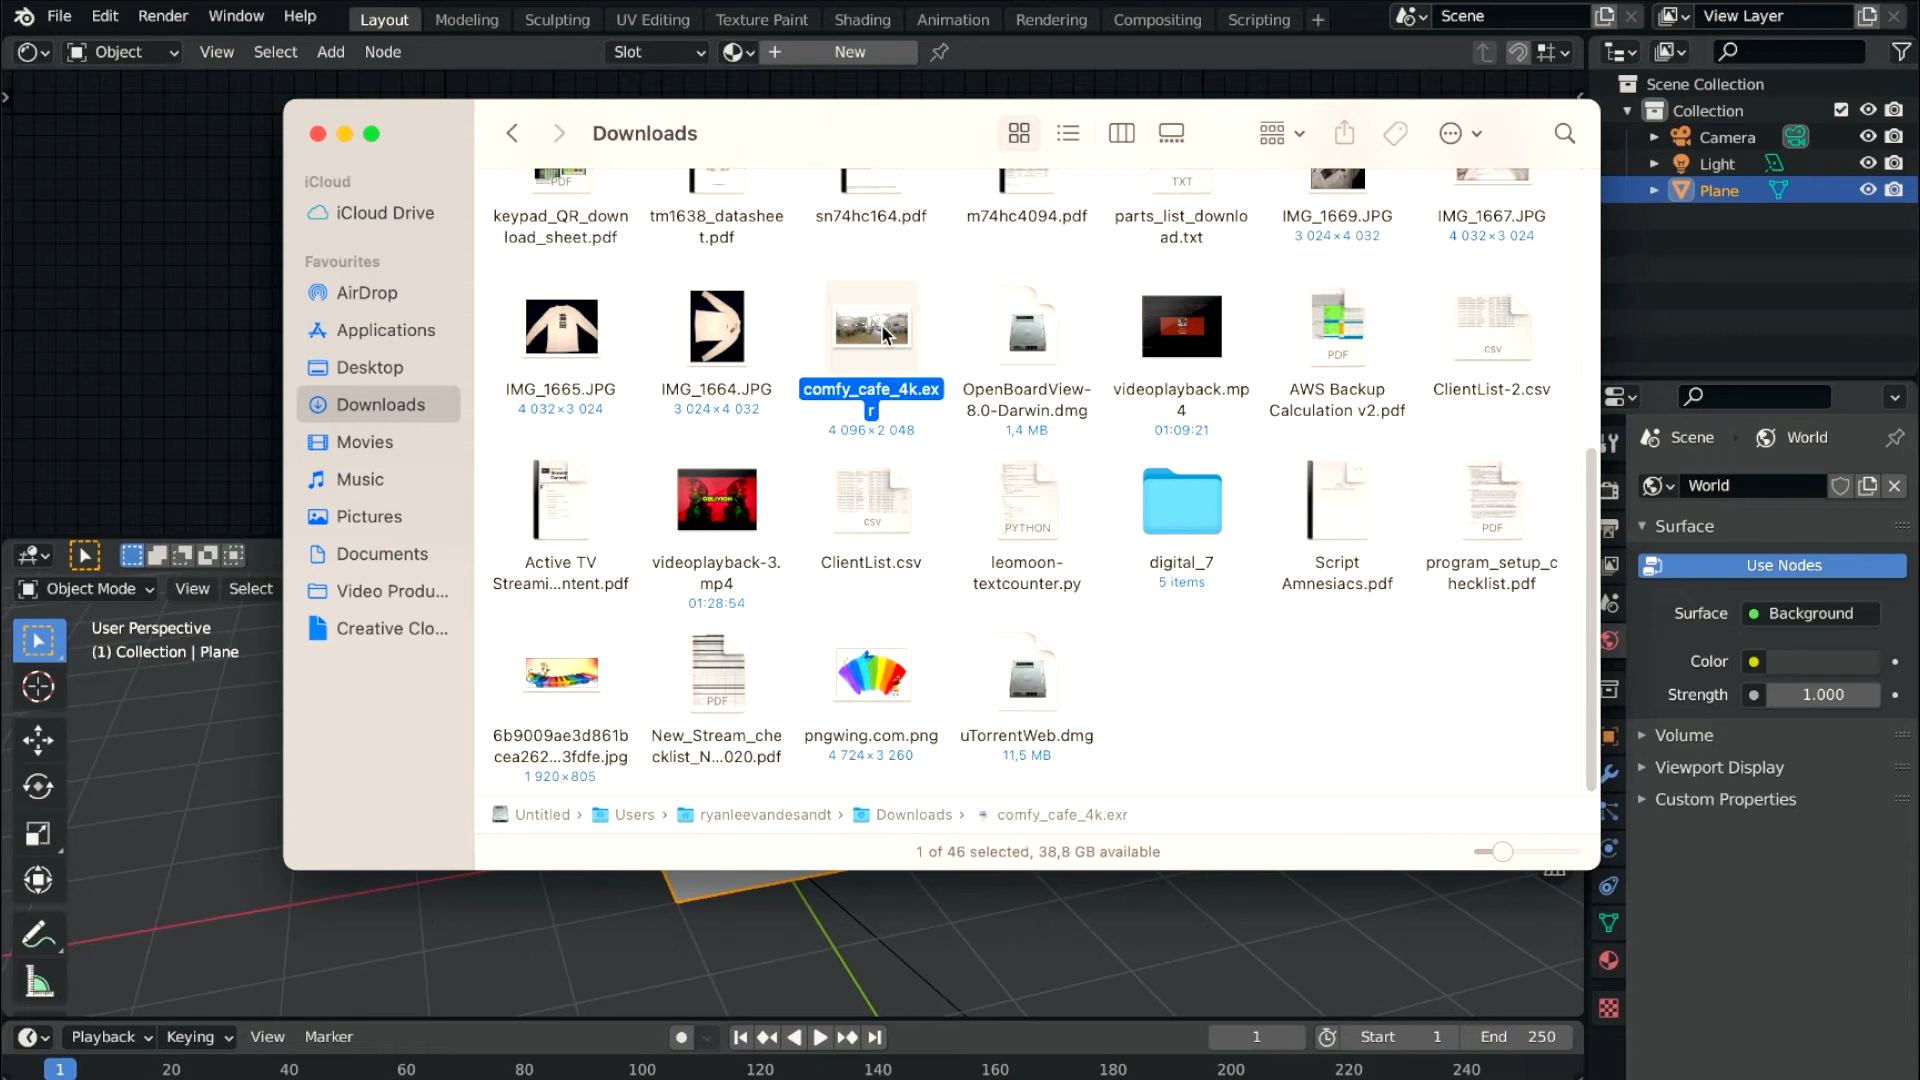 File Edit Render Window Help Layout Modeling Sculpting UV Editing Texture Paint Shading Animation Rendering Compositing Scripting + Scene View Layer
Object View Select Add Node Slot New
Scene Collection
Collection
Camera
Light
Plane
Downloads
iCloud
iCloud Drive
Favourites
AirDrop
Applications
Desktop
Downloads
Movies
Music
Pictures
Documents
Video Produ...
Creative Clo...
PDF TXT
keypad_QR_down tm1638_datashee sn74hc164.pdf m74hc4094.pdf parts_list_downlo IMG_1669.JPG IMG_1667.JPG
load_sheet.pdf t.pdf ad.txt 3 024×4 032 4 032×3 024
PDF CSV
IMG_1665.JPG IMG_1664.JPG comfy_cafe_4k.ex OpenBoardView- videoplayback.mp AWS Backup ClientList-2.csv
4 032×3 024 3 024×4 032 r 8.0-Darwin.dmg 4 Calculation v2.pdf
4 096×2 048 1,4 MB 01:09:21
OBLIVION CSV PYTHON PDF
Active TV videoplayback-3. ClientList.csv leomoon- digital_7 Script program_setup_c
Streami...ntent.pdf mp4 textcounter.py 5 items Amnesiacs.pdf hecklist.pdf
01:28:54
PDF
6b9009ae3d861b New_Stream_che pngwing.com.png uTorrentWeb.dmg
cea262...3fdfe.jpg cklist_N...020.pdf 4 724×3 260 11,5 MB
1 920×805
Untitled › Users › ryanleevandesandt › Downloads › comfy_cafe_4k.exr
1 of 46 selected, 38,8 GB available
Object Mode View Select
User Perspective
(1) Collection | Plane
Scene World
World
Surface
Use Nodes
Surface Background
Color
Strength 1.000
Volume
Viewport Display
Custom Properties
Playback Keying View Marker 1 Start 1 End 250
1 20 40 60 80 100 120 140 160 180 200 220 240